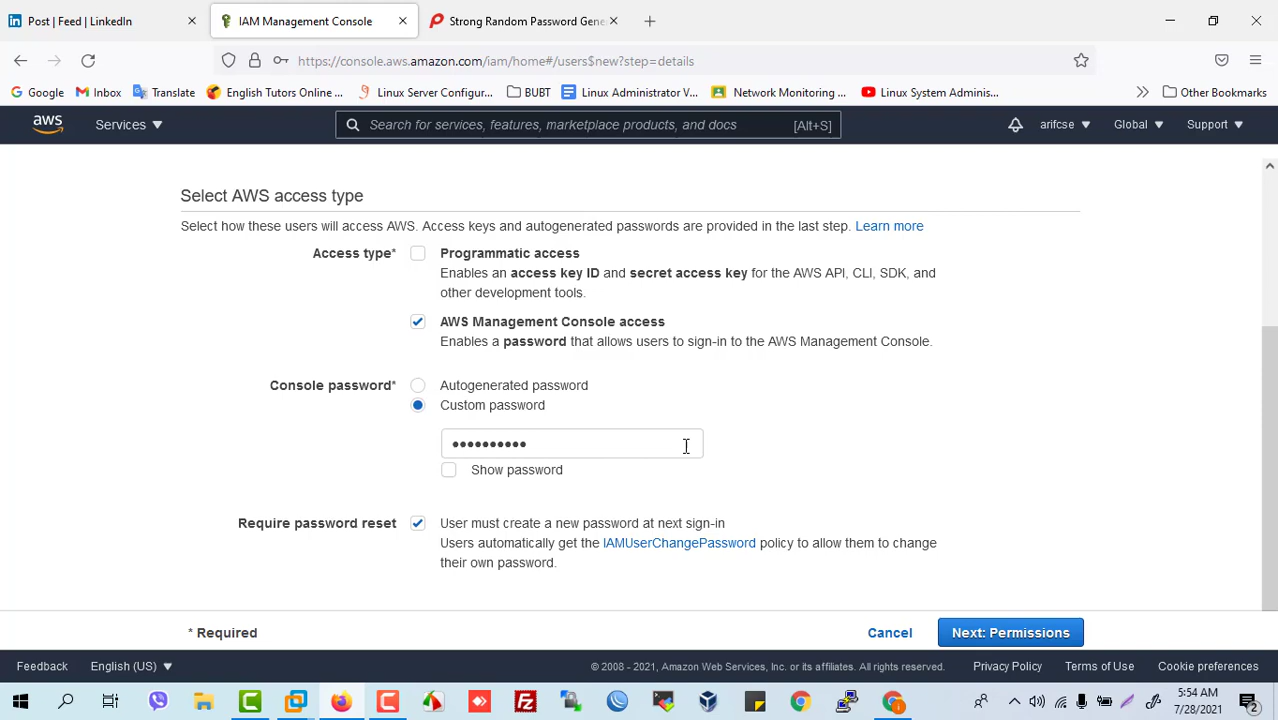 Post | Feed | LinkedIn
IAM Management Console
Strong Random Password Gene
https://console.aws.amazon.com/iam/home#/users$new?step=details
Google
Inbox
Translate
English Tutors Online ...
Linux Server Configur...
BUBT
Linux Administrator V...
Network Monitoring ...
Linux System Adminis...
Other Bookmarks
aws
Services
Search for services, features, marketplace products, and docs
[Alt+S]
arifcse
Global
Support
Select AWS access type
Select how these users will access AWS. Access keys and autogenerated passwords are provided in the last step. Learn more
Access type*
Programmatic access
Enables an access key ID and secret access key for the AWS API, CLI, SDK, and
other development tools.
AWS Management Console access
Enables a password that allows users to sign-in to the AWS Management Console.
Console password*
Autogenerated password
Custom password
••••••••••
Show password
Require password reset
User must create a new password at next sign-in
Users automatically get the IAMUserChangePassword policy to allow them to change
their own password.
* Required
Cancel
Next: Permissions
Feedback
English (US)
© 2008 - 2021, Amazon Web Services, Inc. or its affiliates. All rights reserved.
Privacy Policy
Terms of Use
Cookie preferences
5:54 AM
7/28/2021
2